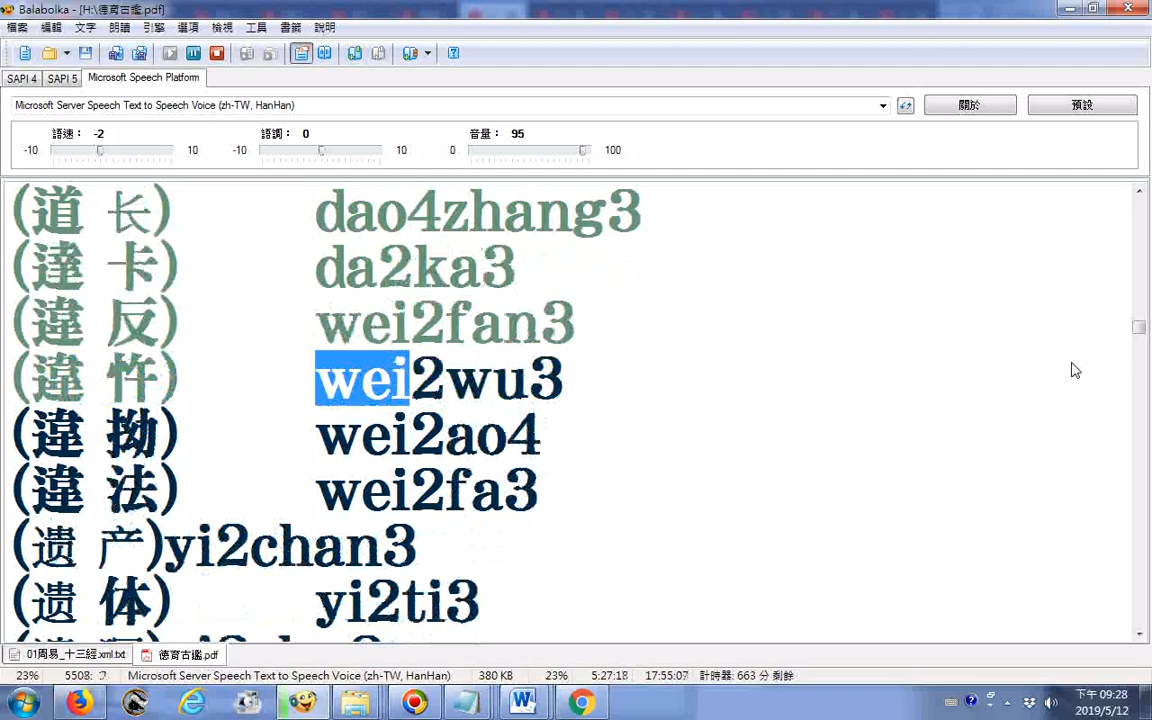 Balabolka - [H:\德育古鑑.pdf]
檔案 編輯 文字 朗讀 引擎 選項 檢視 工具 書籤 說明
SAPI 4 SAPI 5 Microsoft Speech Platform
Microsoft Server Speech Text to Speech Voice (zh-TW, HanHan) 關於 預設
語速： -2 語調： 0 音量： 95
-10 10 -10 10 0 100
(道 长) dao4zhang3
(達 卡) da2ka3
(違 反) wei2fan3
(違 忤) wei2wu3
(違 拗) wei2ao4
(違 法) wei2fa3
(遗 产)yi2chan3
(遗 体) yi2ti3
01周易_十三經.xml.txt 德育古鑑.pdf
23% 5508: Microsoft Server Speech Text to Speech Voice (zh-TW, HanHan) 380 KB 23% 5:27:18 17:55:07 計時器: 663 分 剩餘
下午 09:28
2019/5/12